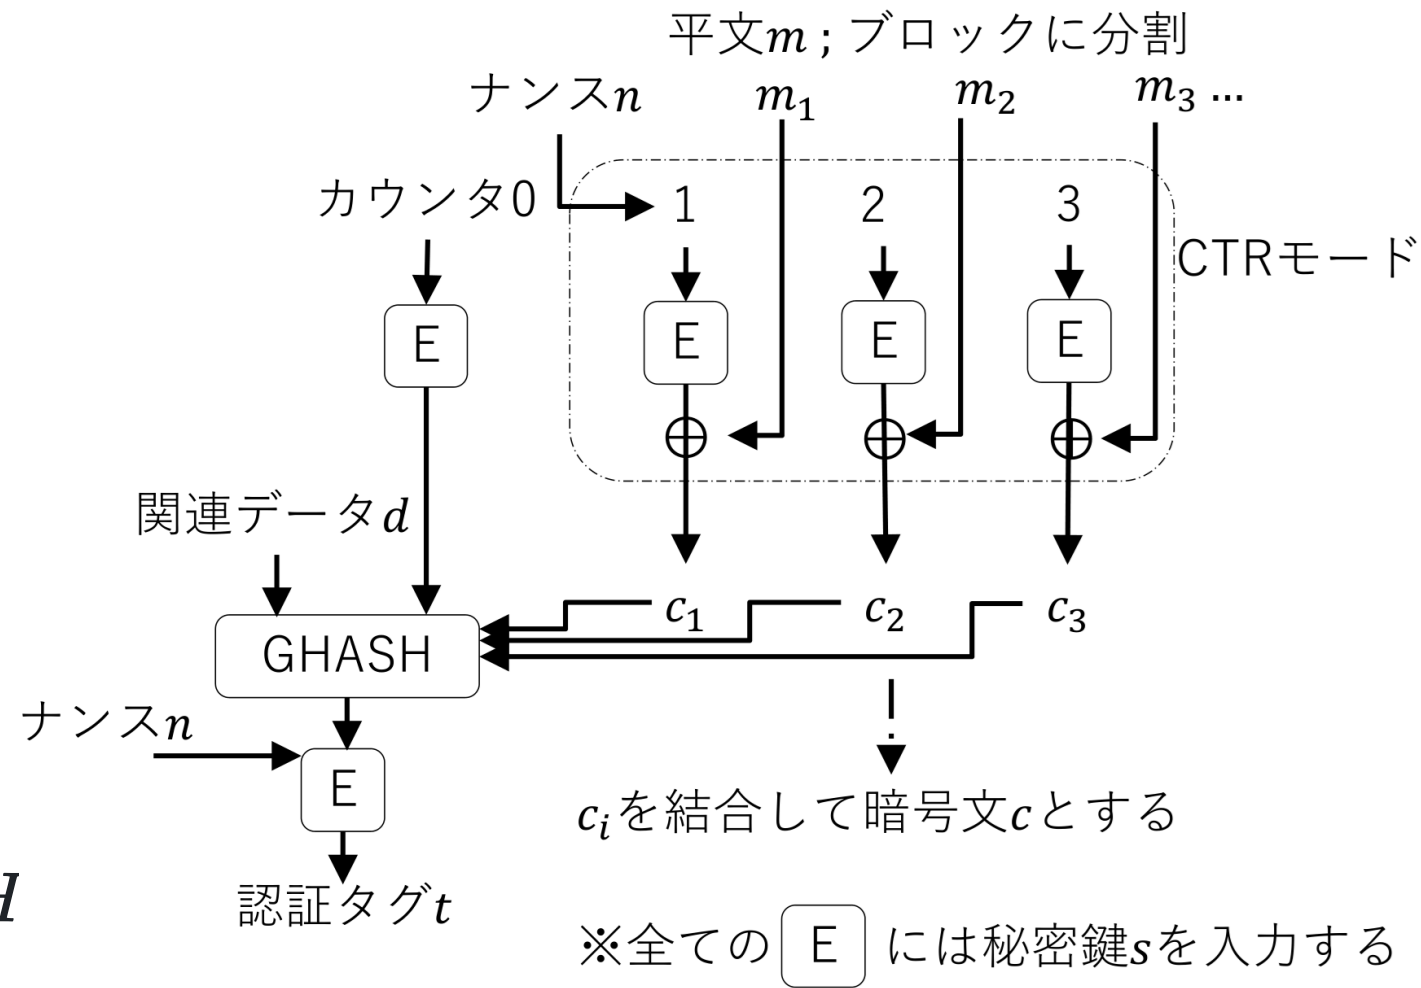 平文m ; ブロックに分割
ナンスn m₁ m₂ m₃ ...
カウンタ0 1 2 3
CTRモード
E E E E
関連データd
c₁ c₂ c₃
GHASH
ナンスn
E
cᵢを結合して暗号文cとする
認証タグt
※全ての E には秘密鍵sを入力する